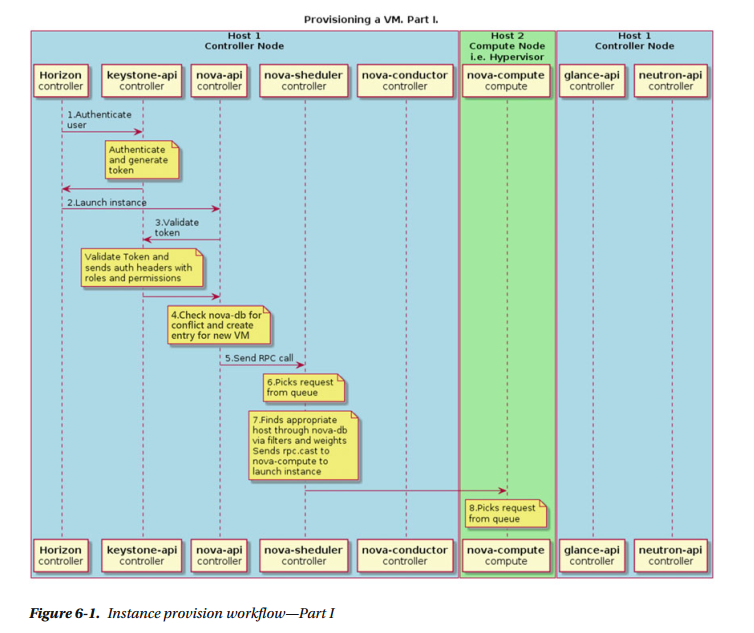 Provisioning a VM. Part I.
Host 1
Controller Node
Host 2
Compute Node
i.e. Hypervisor
Host 1
Controller Node
Horizon
controller
keystone-api
controller
nova-api
controller
nova-sheduler
controller
nova-conductor
controller
nova-compute
compute
glance-api
controller
neutron-api
controller
1.Authenticate
user
Authenticate
and generate
token
2.Launch instance
3.Validate
token
Validate Token and
sends auth headers with
roles and permissions
4.Check nova-db for
conflict and create
entry for new VM
5.Send RPC call
6.Picks request
from queue
7.Finds appropriate
host through nova-db
via filters and weights
Sends rpc.cast to
nova-compute to
launch instance
8.Picks request
from queue
Horizon
controller
keystone-api
controller
nova-api
controller
nova-sheduler
controller
nova-conductor
controller
nova-compute
compute
glance-api
controller
neutron-api
controller
Figure 6-1. Instance provision workflow—Part I